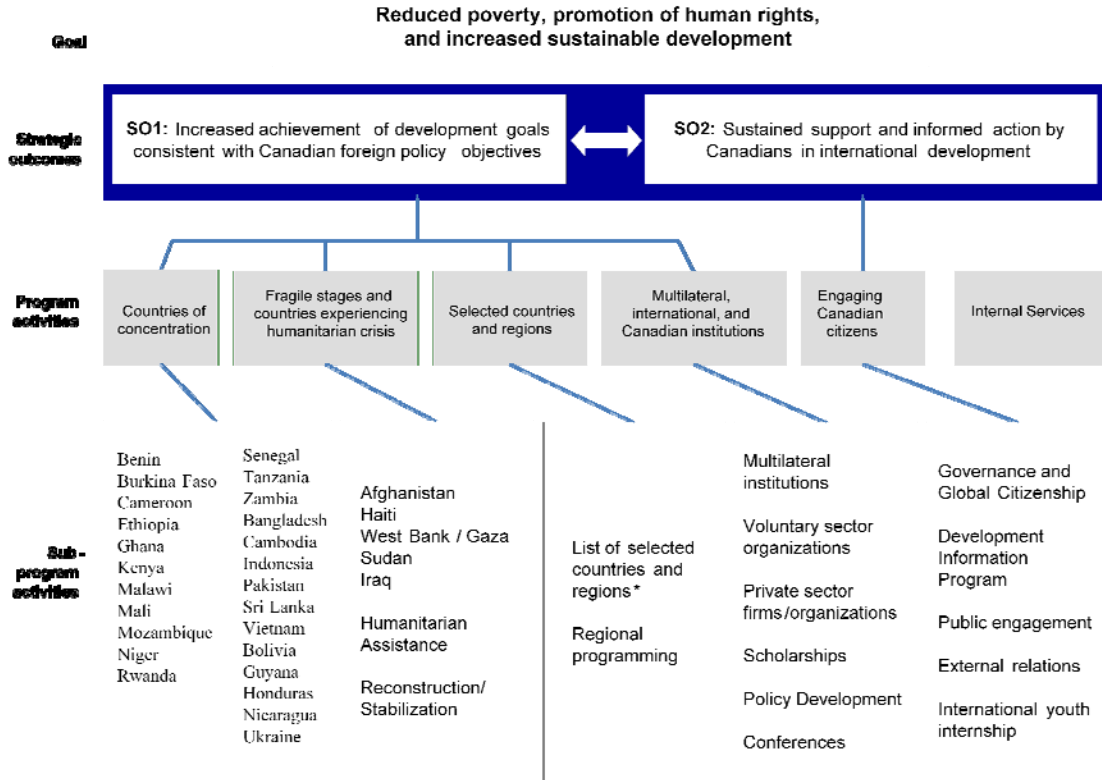 Reduced poverty, promotion of human rights,
and increased sustainable development
Goal
Strategic
outcomes
SO1: Increased achievement of development goals
consistent with Canadian foreign policy objectives
SO2: Sustained support and informed action by
Canadians in international development
Program
activities
Countries of
concentration
Fragile stages and
countries experiencing
humanitarian crisis
Selected countries
and regions
Multilateral,
international, and
Canadian institutions
Engaging
Canadian
citizens
Internal Services
Sub -
program
activities
Benin
Burkina Faso
Cameroon
Ethiopia
Ghana
Kenya
Malawi
Mali
Mozambique
Niger
Rwanda
Senegal
Tanzania
Zambia
Bangladesh
Cambodia
Indonesia
Pakistan
Sri Lanka
Vietnam
Bolivia
Guyana
Honduras
Nicaragua
Ukraine
Afghanistan
Haiti
West Bank / Gaza
Sudan
Iraq
Humanitarian
Assistance
Reconstruction/
Stabilization
List of selected
countries and
regions*
Regional
programming
Multilateral
institutions
Voluntary sector
organizations
Private sector
firms/organizations
Scholarships
Policy Development
Conferences
Governance and
Global Citizenship
Development
Information
Program
Public engagement
External relations
International youth
internship